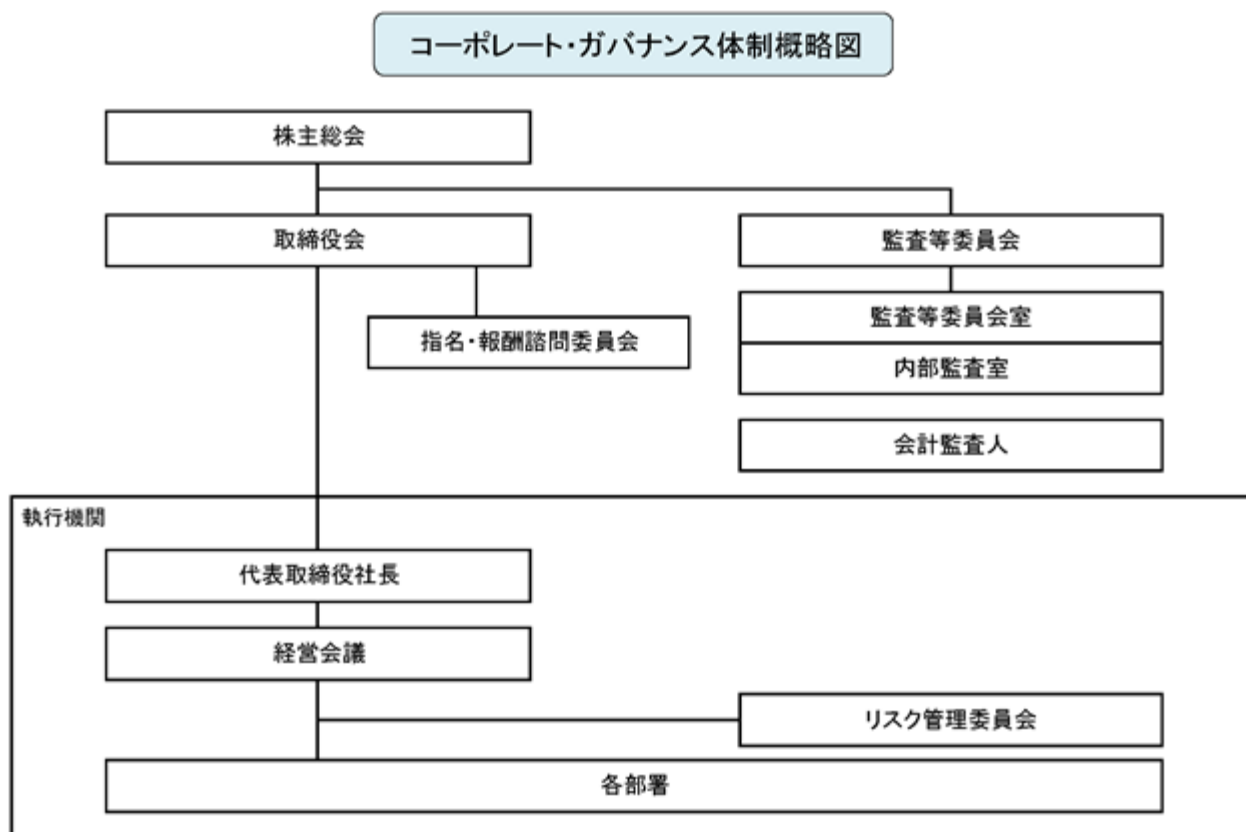 コーポレート・ガバナンス体制概略図
株主総会
取締役会
監査等委員会
指名・報酬諮問委員会
監査等委員会室
内部監査室
会計監査人
執行機関
代表取締役社長
経営会議
リスク管理委員会
各部署